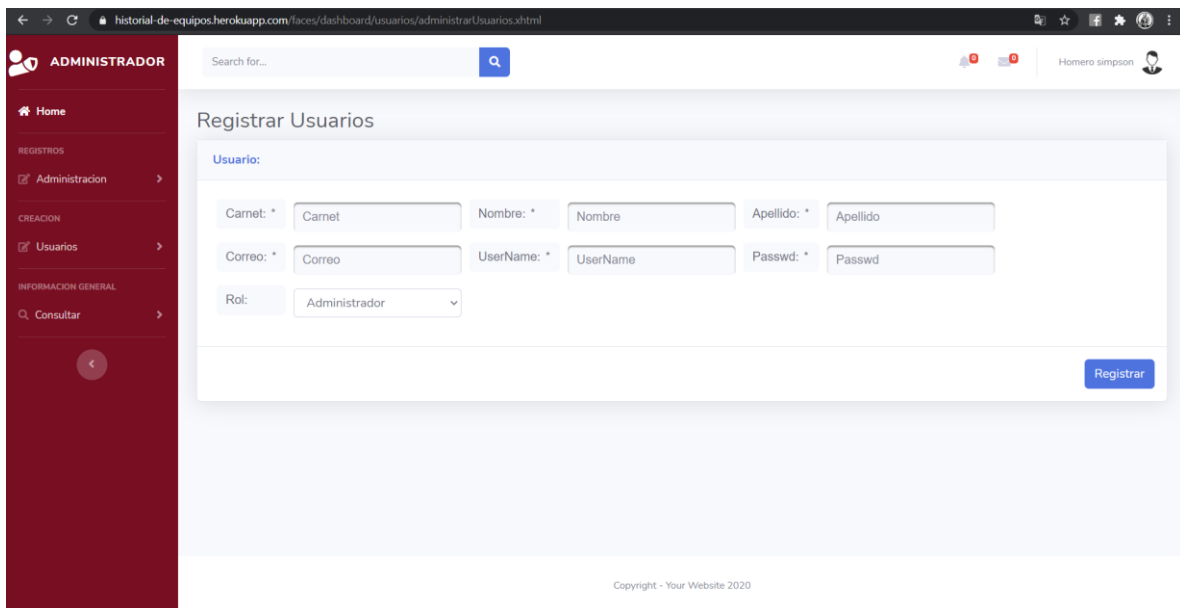 historial-de-equipos.herokuapp.com/faces/dashboard/usuarios/administrarUsuarios.xhtml
ADMINISTRADOR
Search for...
0
0
Homero simpson
Home
REGISTROS
Administracion
CREACION
Usuarios
INFORMACION GENERAL
Consultar
Registrar Usuarios
Usuario:
Carnet: * Carnet Nombre: * Nombre Apellido: * Apellido
Correo: * Correo UserName: * UserName Passwd: * Passwd
Rol: Administrador
Registrar
Copyright - Your Website 2020